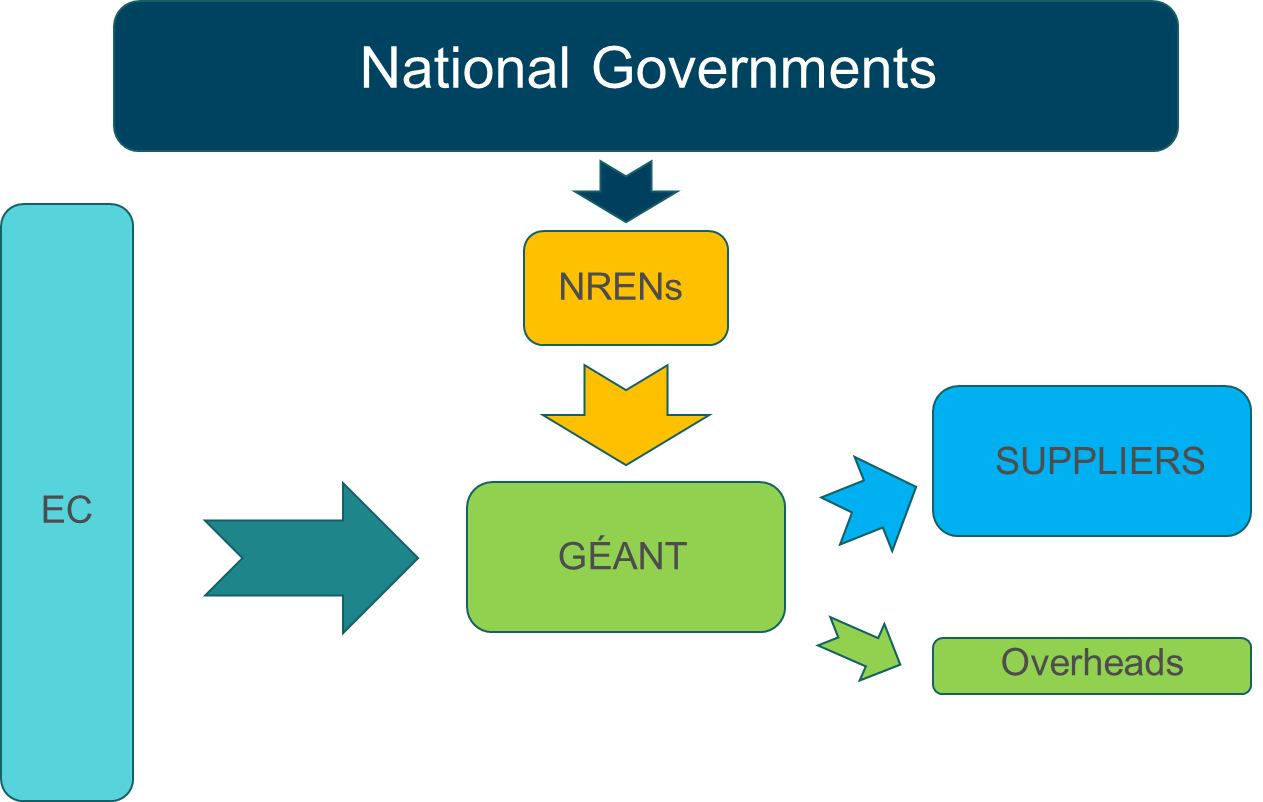 National Governments
NRENs
EC
SUPPLIERS
GÉANT
Overheads